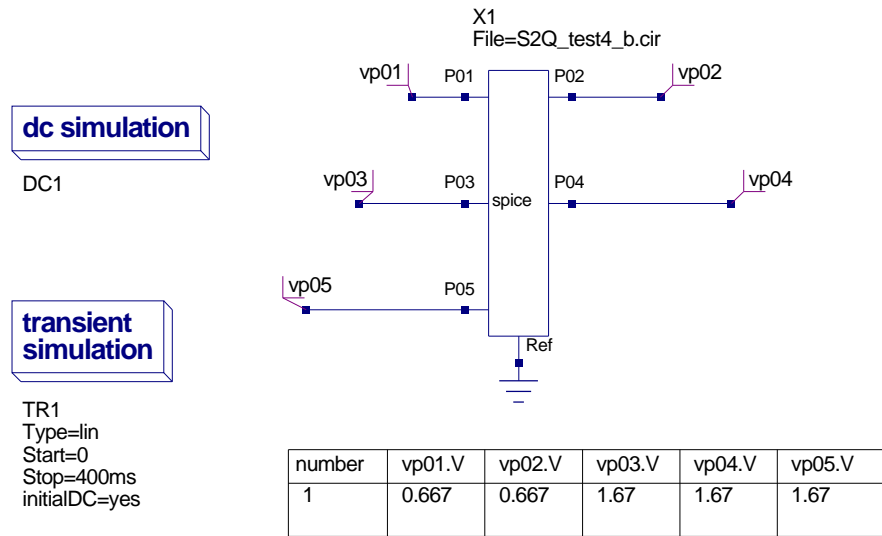 X1
File=S2Q_test4_b.cir
vp01
P01
P02
vp02
dc simulation
DC1
vp03
P03
P04
vp04
spice
vp05
P05
Ref
transient
simulation
TR1
Type=lin
Start=0
Stop=400ms
initialDC=yes
number vp01.V vp02.V vp03.V vp04.V vp05.V
1 0.667 0.667 1.67 1.67 1.67